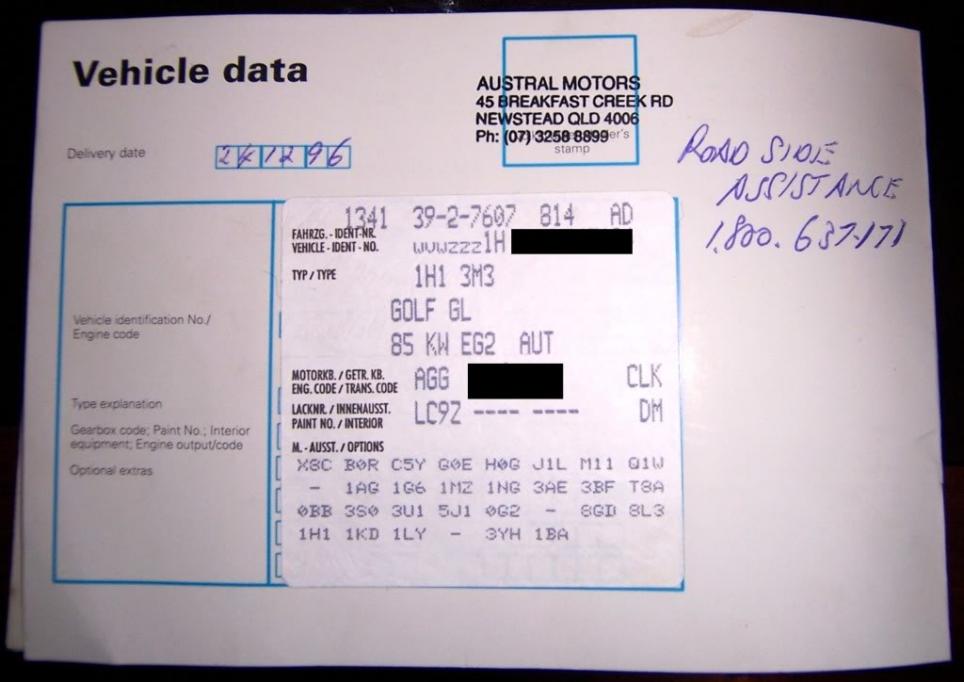 Vehicle data
AUSTRAL MOTORS
45 BREAKFAST CREEK RD
NEWSTEAD QLD 4006
Ph: (07) 3258 8899
er's
stamp
Delivery date
24 12 96
ROAD SIDE
ASSISTANCE
1.800. 637-171
1341 39-2-7607 814 AD
FAHRZG. - IDENT-NR.
VEHICLE - IDENT - NO. WVWZZZ1H
TYP / TYPE 1H1 3M3
GOLF GL
85 KW EG2 AUT
MOTORKB. / GETR. KB.
ENG. CODE / TRANS. CODE AGG CLK
LACKNR. / INNENAUSST.
PAINT NO. / INTERIOR LC9Z ---- ---- DM
M. - AUSST. / OPTIONS
X8C B0R C5Y G0E H0G J1L M11 Q1W
- 1AG 1G6 1MZ 1NG 3AE 3BF T8A
0BB 3S0 3U1 5J1 0G2 - 8GD 8L3
1H1 1KD 1LY - 3YH 1BA
Vehicle identification No./
Engine code
Type explanation
Gearbox code; Paint No.; Interior
equipment; Engine output/code
Optional extras